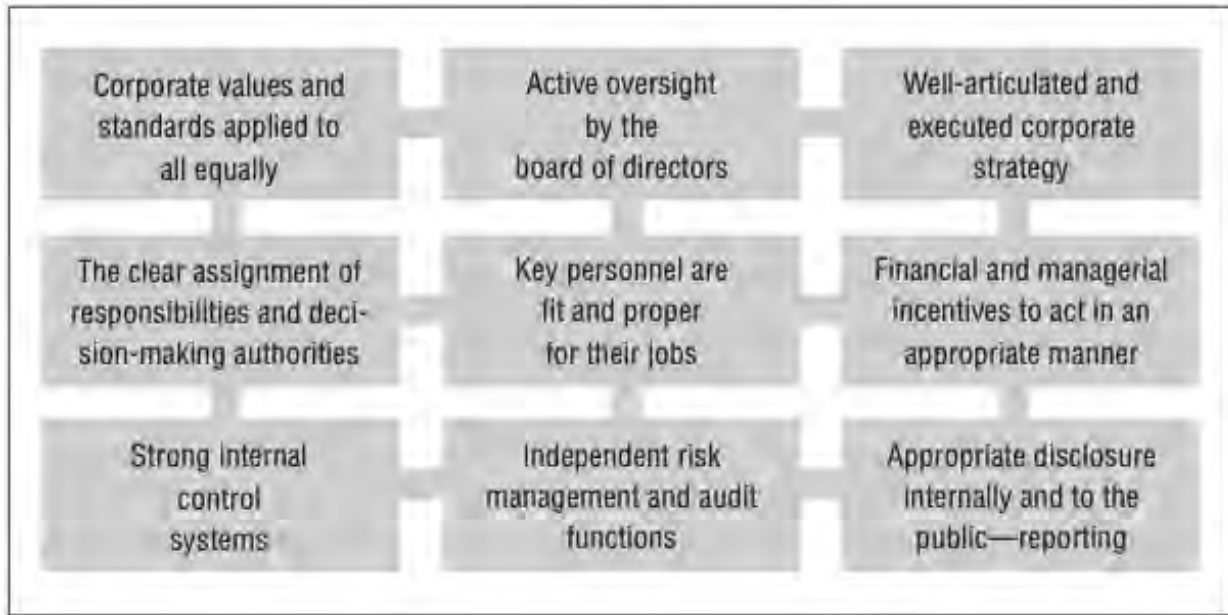 Corporate values and
standards applied to
all equally
Active oversight
by the
board of directors
Well-articulated and
executed corporate
strategy
The clear assignment of
responsibilities and deci-
sion-making authorities
Key personnel are
fit and proper
for their jobs
Financial and managerial
incentives to act in an
appropriate manner
Strong internal
control
systems
Independent risk
management and audit
functions
Appropriate disclosure
internally and to the
public—reporting